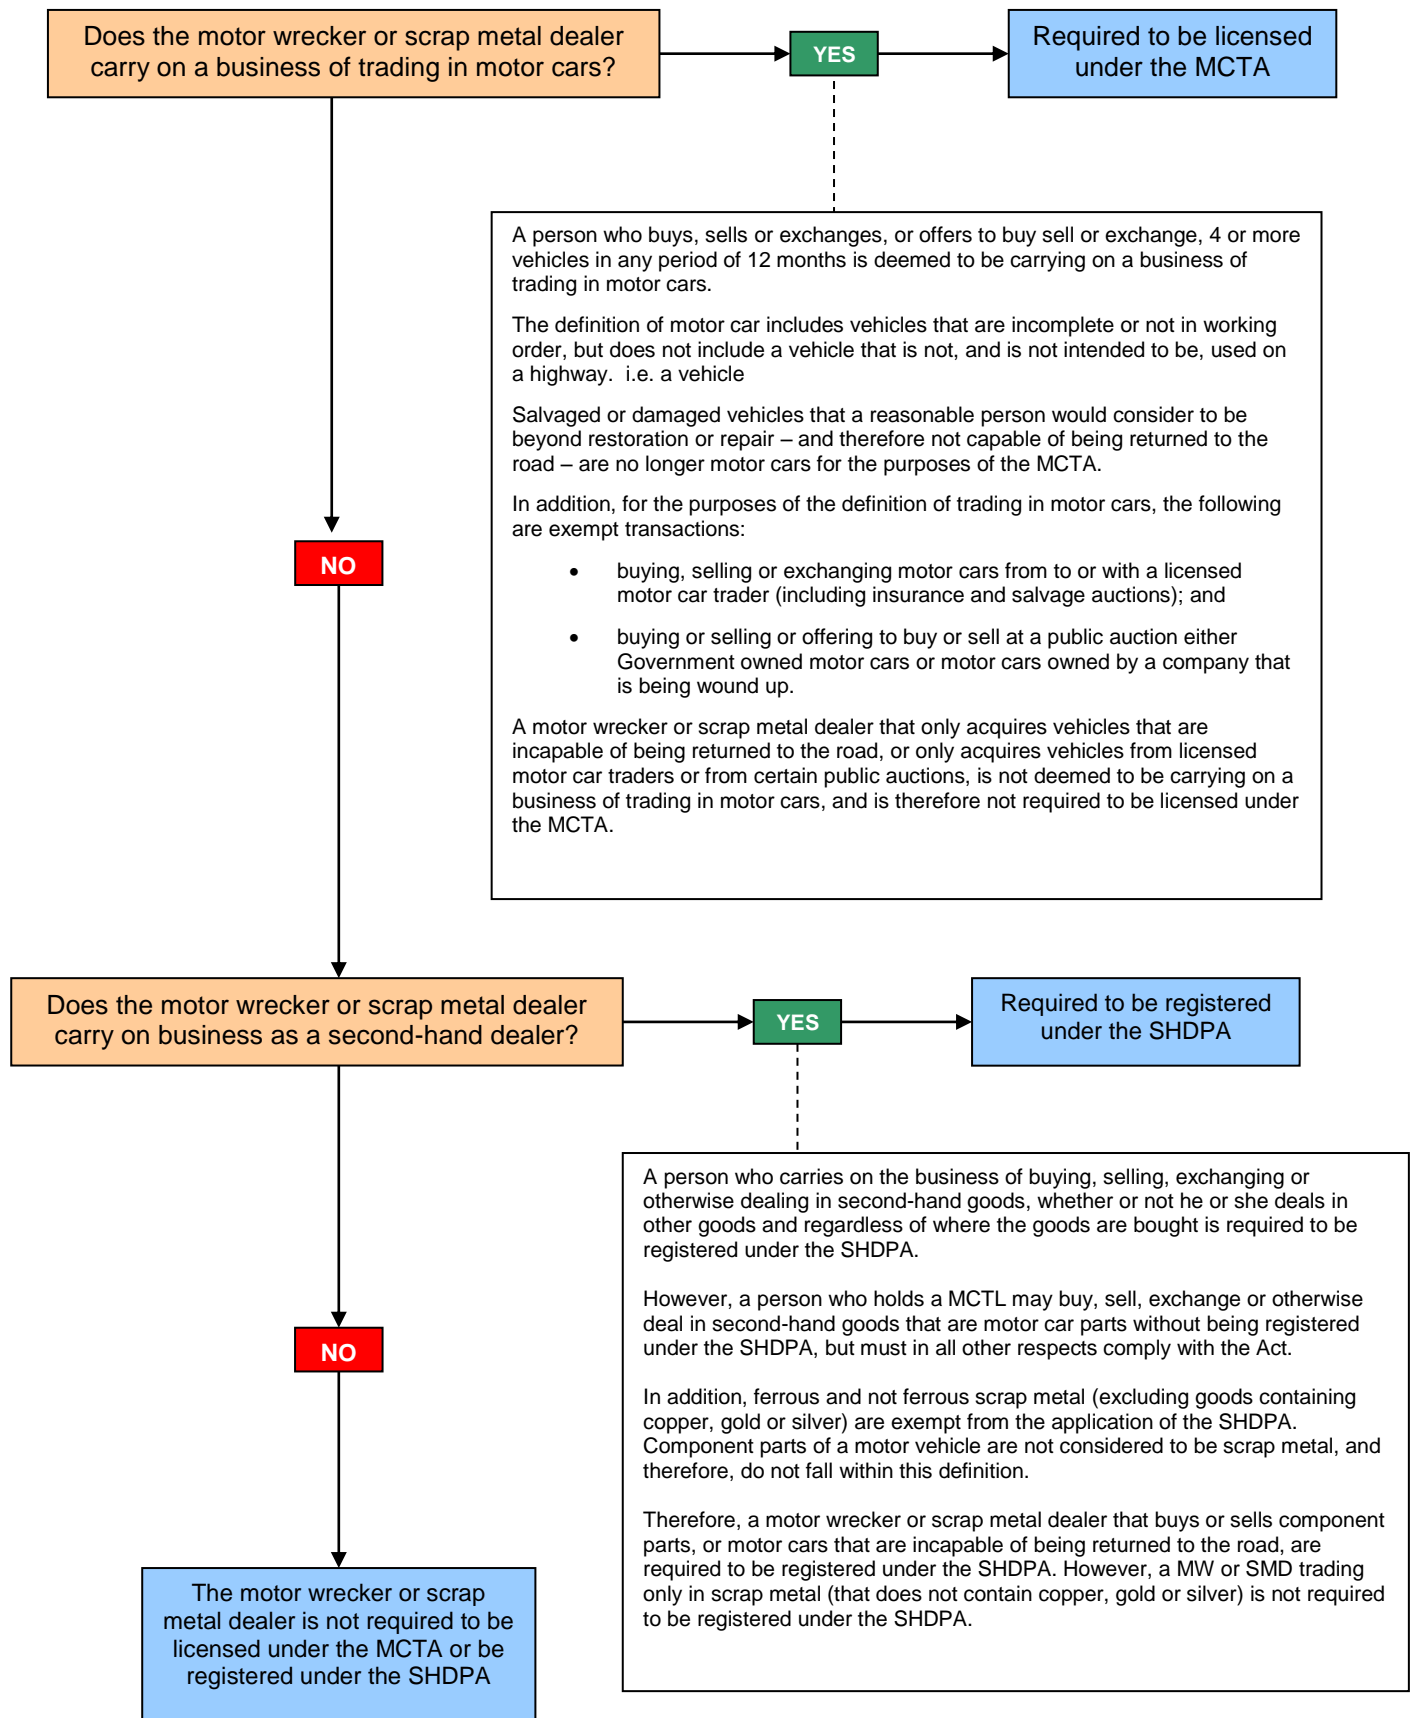 Does the motor wrecker or scrap metal dealer
carry on a business of trading in motor cars?
YES
Required to be licensed
under the MCTA
A person who buys, sells or exchanges, or offers to buy sell or exchange, 4 or more
vehicles in any period of 12 months is deemed to be carrying on a business of
trading in motor cars.
The definition of motor car includes vehicles that are incomplete or not in working
order, but does not include a vehicle that is not, and is not intended to be, used on
a highway.  i.e. a vehicle
Salvaged or damaged vehicles that a reasonable person would consider to be
beyond restoration or repair – and therefore not capable of being returned to the
road – are no longer motor cars for the purposes of the MCTA.
In addition, for the purposes of the definition of trading in motor cars, the following
are exempt transactions:
• buying, selling or exchanging motor cars from to or with a licensed
motor car trader (including insurance and salvage auctions); and
• buying or selling or offering to buy or sell at a public auction either
Government owned motor cars or motor cars owned by a company that
is being wound up.
A motor wrecker or scrap metal dealer that only acquires vehicles that are
incapable of being returned to the road, or only acquires vehicles from licensed
motor car traders or from certain public auctions, is not deemed to be carrying on a
business of trading in motor cars, and is therefore not required to be licensed under
the MCTA.
NO
Does the motor wrecker or scrap metal dealer
carry on business as a second-hand dealer?
YES
Required to be registered
under the SHDPA
A person who carries on the business of buying, selling, exchanging or
otherwise dealing in second-hand goods, whether or not he or she deals in
other goods and regardless of where the goods are bought is required to be
registered under the SHDPA.
However, a person who holds a MCTL may buy, sell, exchange or otherwise
deal in second-hand goods that are motor car parts without being registered
under the SHDPA, but must in all other respects comply with the Act.
In addition, ferrous and not ferrous scrap metal (excluding goods containing
copper, gold or silver) are exempt from the application of the SHDPA.
Component parts of a motor vehicle are not considered to be scrap metal, and
therefore, do not fall within this definition.
Therefore, a motor wrecker or scrap metal dealer that buys or sells component
parts, or motor cars that are incapable of being returned to the road, are
required to be registered under the SHDPA. However, a MW or SMD trading
only in scrap metal (that does not contain copper, gold or silver) is not required
to be registered under the SHDPA.
NO
The motor wrecker or scrap
metal dealer is not required to be
licensed under the MCTA or be
registered under the SHDPA